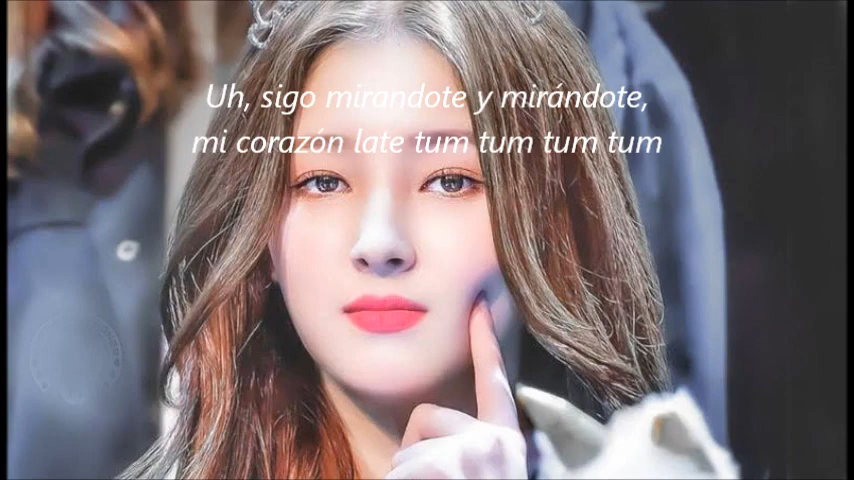 Uh, sigo mirandote y mirándote,
mi corazón late tum tum tum tum